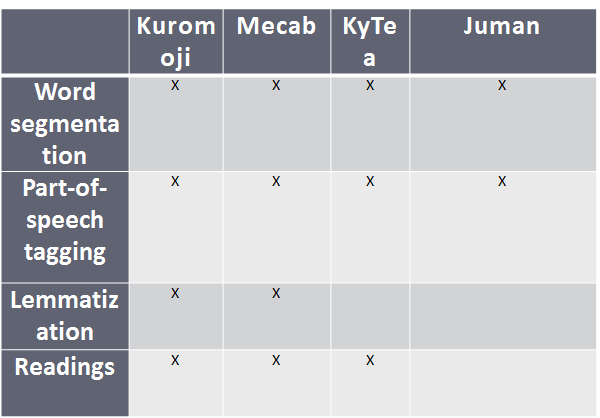 Kurom Mecab KyTe Juman
oji a
x x x x
Word
segmenta
tion
x x x x
Part-of-
speech
tagging
x x
Lemmatiz
ation
x x x
Readings